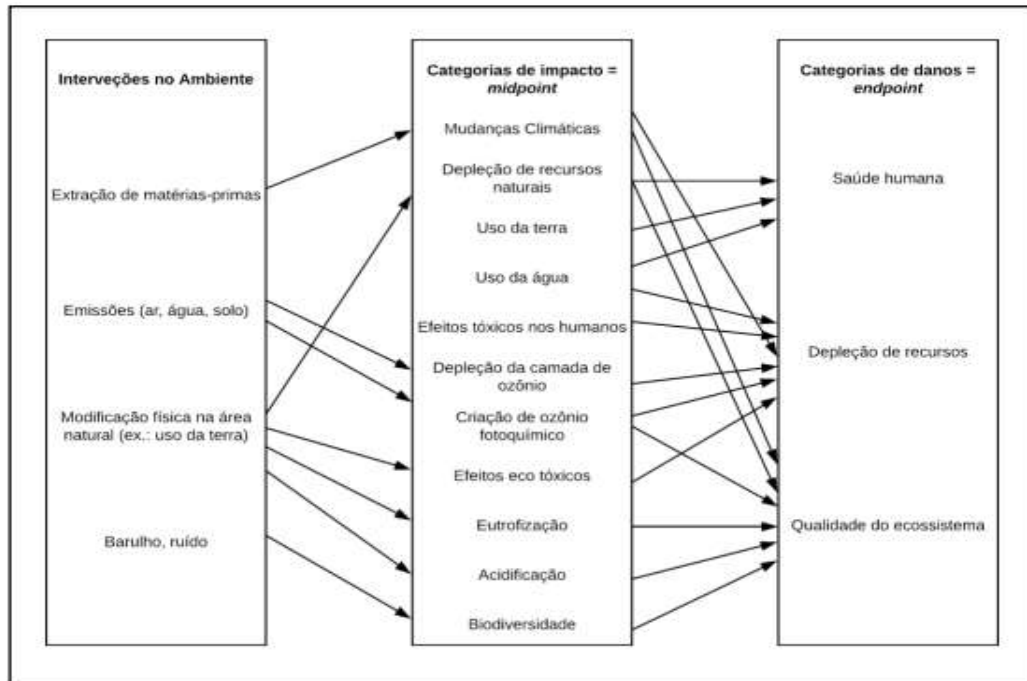 Interveções no Ambiente
Extração de matérias-primas
Emissões (ar, água, solo)
Modificação física na área
natural (ex.: uso da terra)
Barulho, ruído
Categorias de impacto =
midpoint
Mudanças Climáticas
Depleção de recursos
naturais
Uso da terra
Uso da água
Efeitos tóxicos nos humanos
Depleção da camada de
ozônio
Criação de ozônio
fotoquímico
Efeitos eco tóxicos
Eutrofização
Acidificação
Biodiversidade
Categorias de danos =
endpoint
Saúde humana
Depleção de recursos
Qualidade do ecossistema